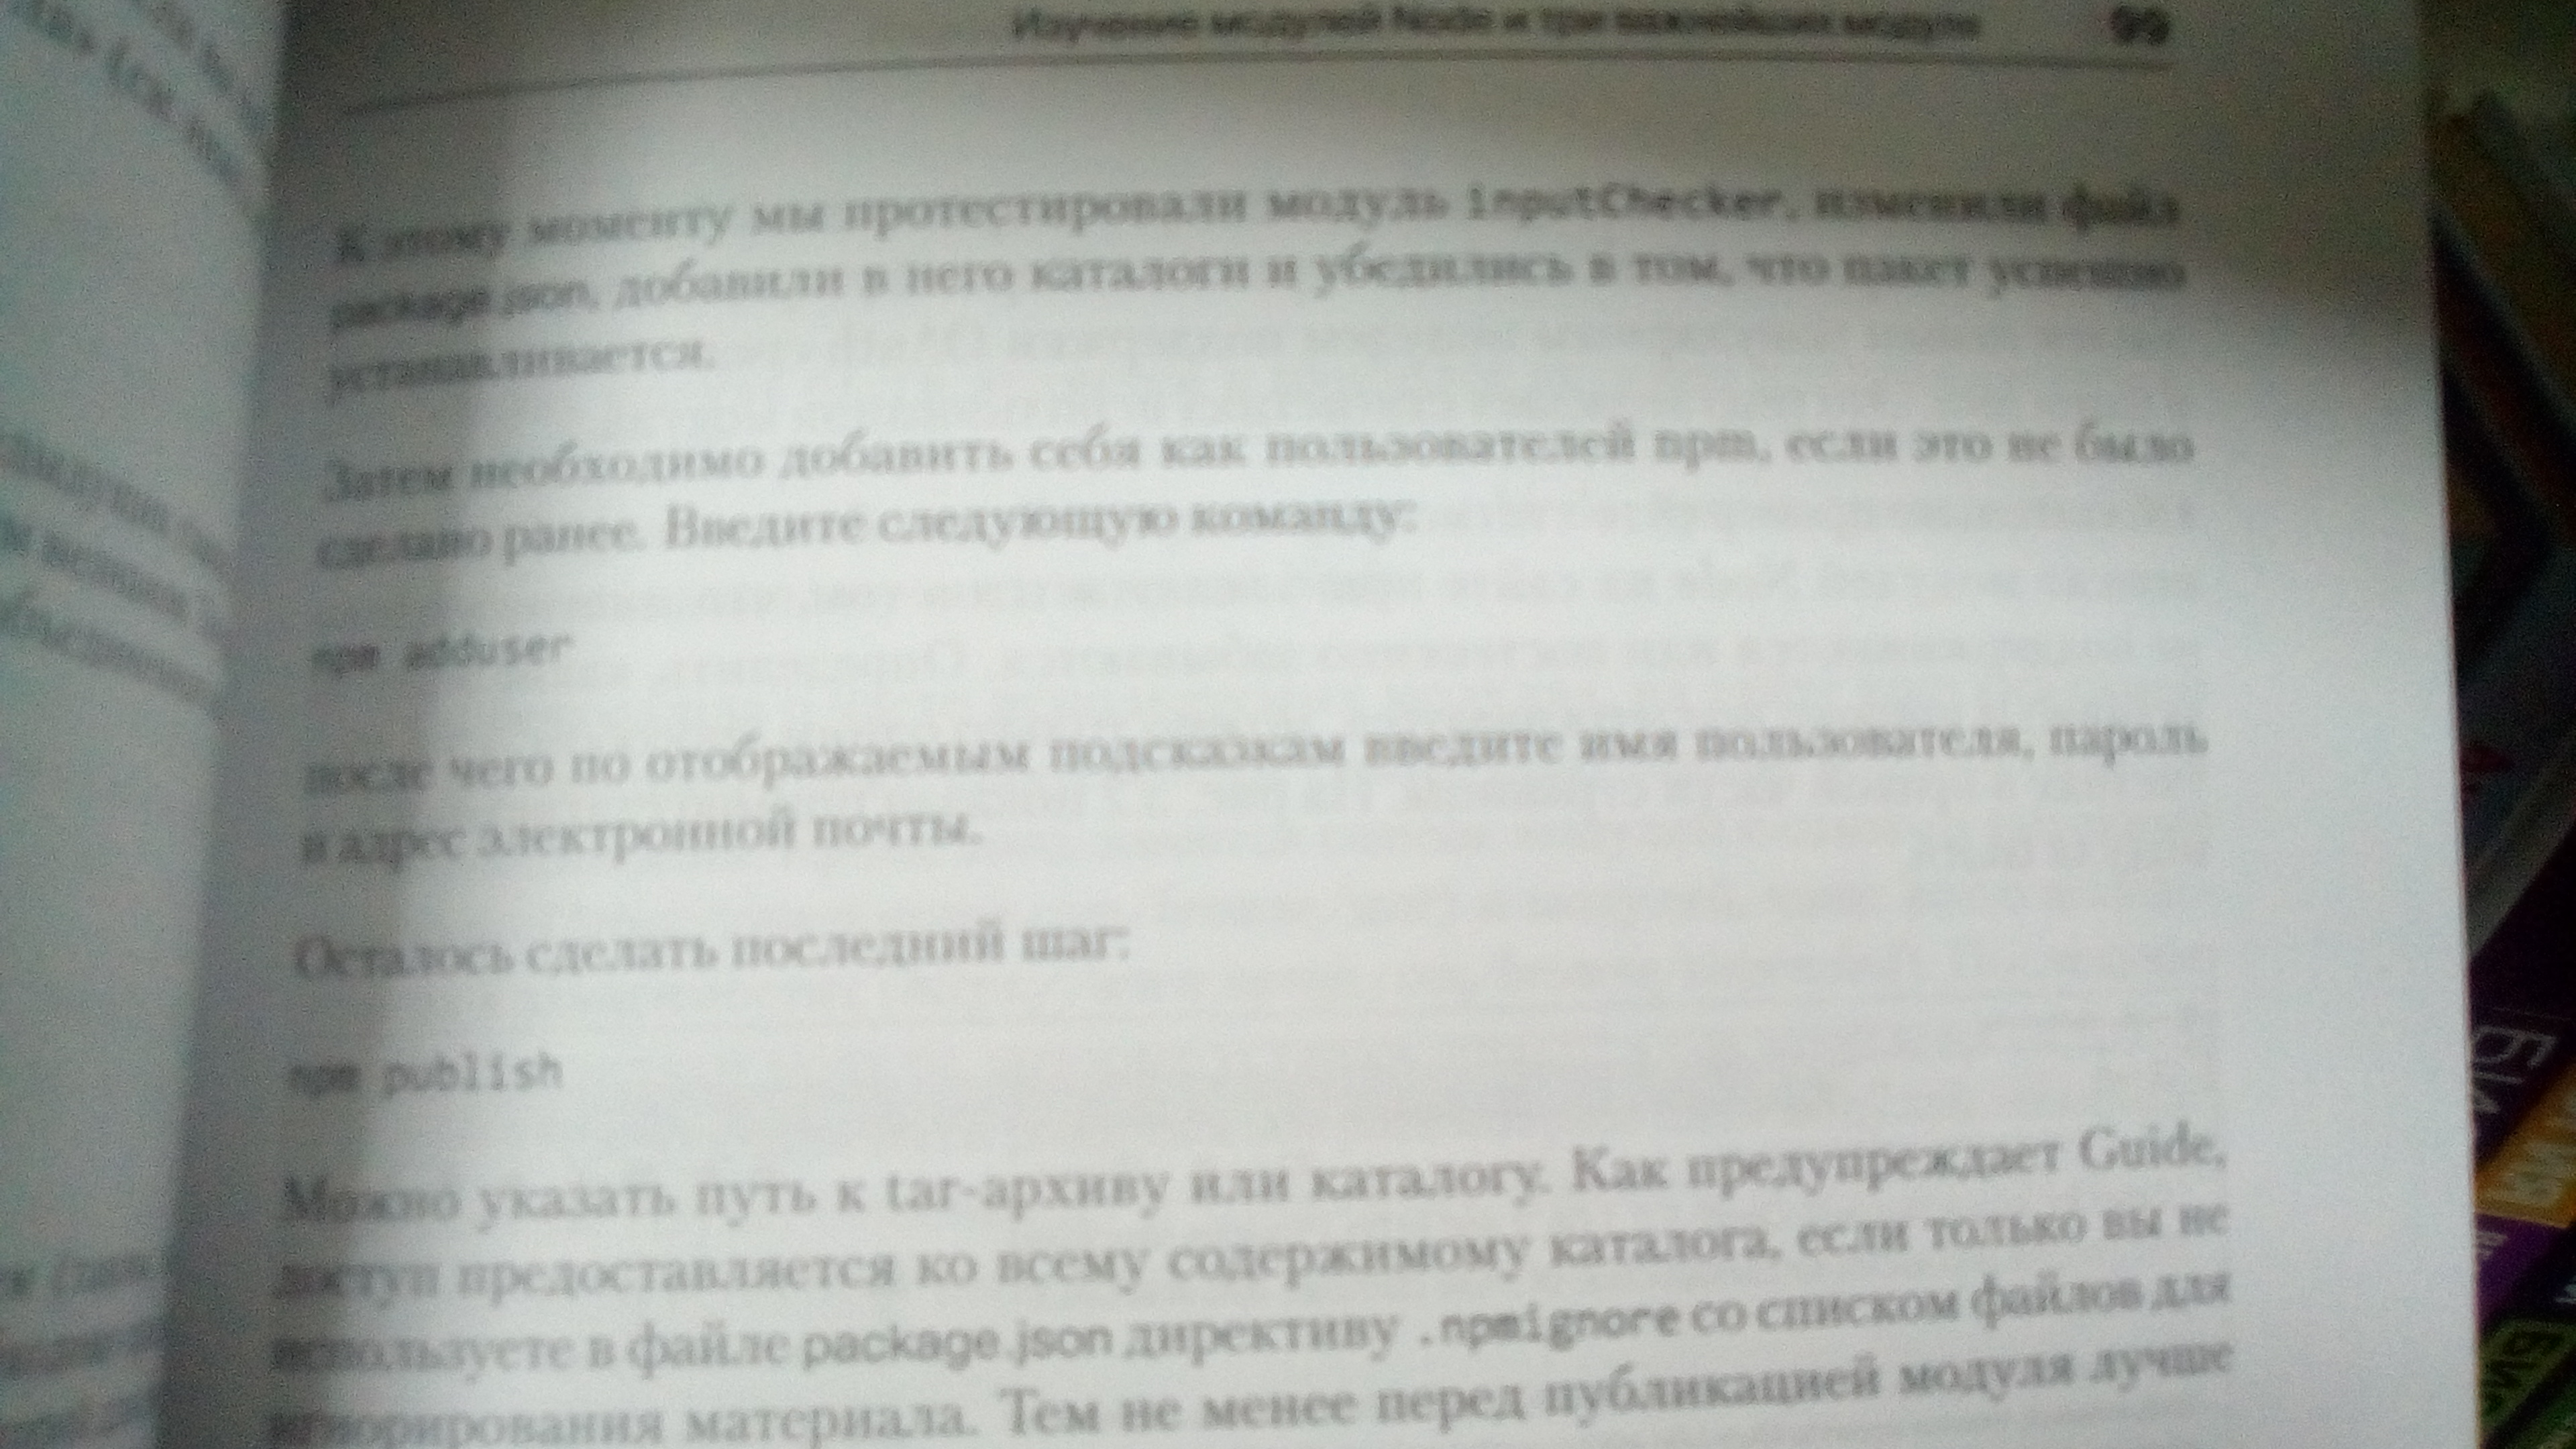 Изучение модулей Node и три важнейших модуля 99
К этому моменту мы протестировали модуль inputChecker, изменили файл
package.json, добавили в него каталоги и убедились в том, что пакет успешно
устанавливается.
Затем необходимо добавить себя как пользователей npm, если это не было
сделано ранее. Введите следующую команду:
npm adduser
после чего по отображаемым подсказкам введите имя пользователя, пароль
и адрес электронной почты.
Осталось сделать последний шаг:
npm publish
Можно указать путь к tar-архиву или каталогу. Как предупреждает Guide,
доступ предоставляется ко всему содержимому каталога, если только вы не
используете в файле package.json директиву .npmignore со списком файлов для
игнорирования материала. Тем не менее перед публикацией модуля лучше